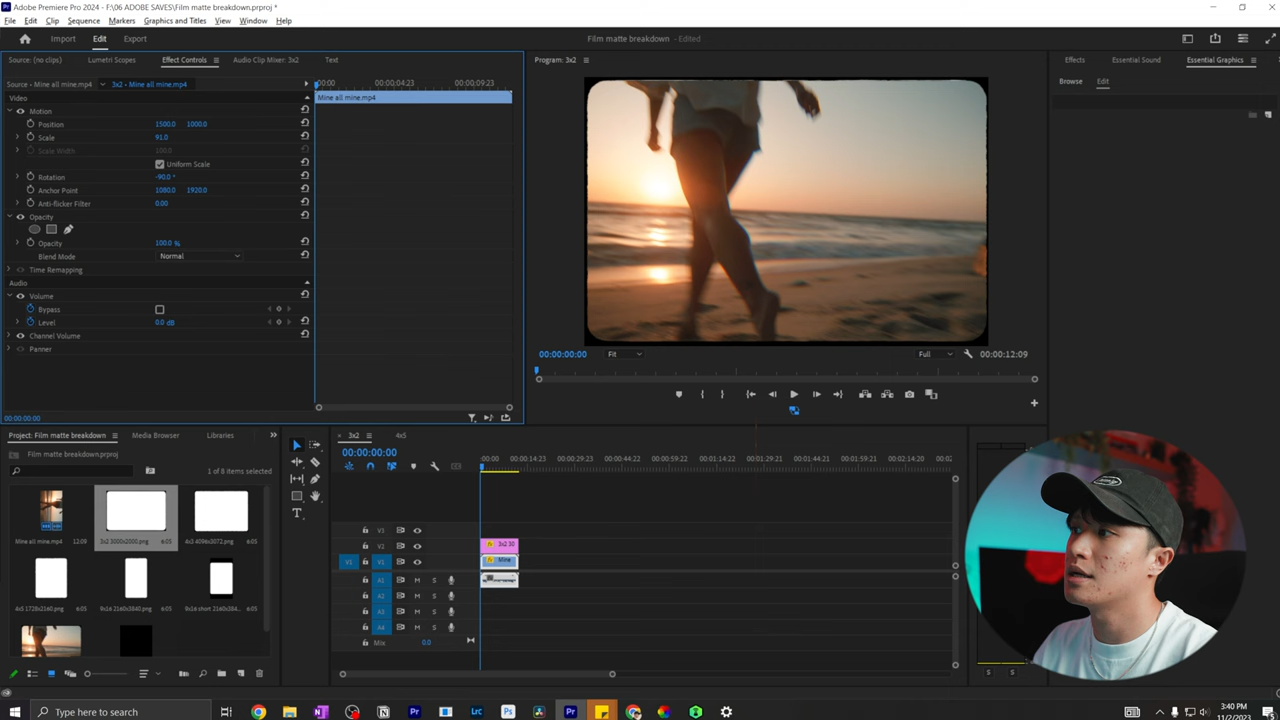 Adobe Premiere Pro 2024 - F:\06 ADOBE SAVES\Film matte breakdown.prproj *
File Edit Clip Sequence Markers Graphics and Titles View Window Help
Import Edit Export
Film matte breakdown - Edited
Source: (no clips) Lumetri Scopes Effect Controls Audio Clip Mixer: 3x2 Text
Program: 3x2
Effects Essential Sound Essential Graphics
Browse Edit
Source - Mine all mine.mp4 3x2 - Mine all mine.mp4
:00:00 00:00:04:23 00:00:09:23
Mine all mine.mp4
Video
Motion
Position 1500.0 1000.0
Scale 91.0
Scale Width 100.0
Uniform Scale
Rotation -90.0 °
Anchor Point 1080.0 1920.0
Anti-flicker Filter 0.00
Opacity
Opacity 100.0 %
Blend Mode Normal
Time Remapping
Audio
Volume
Bypass
Level 0.0 dB
Channel Volume
Panner
00:00:00:00
00:00:00:00 Fit Full 00:00:12:09
Project: Film matte breakdown Media Browser Libraries
Film matte breakdown.prproj
1 of 8 items selected
Mine all mine.mp4 12:09
3x2 3000x2000.png 6:05
4x3 4096x3072.png 6:05
4x5 1728x2160.png 6:05
9x16 2160x3840.png 6:05
9x16 short 2160x384... 6:05
3x2 4x5
00:00:00:00
:00:00 00:00:14:23 00:00:29:23 00:00:44:22 00:00:59:22 00:01:14:22 00:01:29:21 00:01:44:21 00:01:59:21 00:02:14:20 00:02
V3
V2
fx 3x2 30
V1 V1
fx Mine
A1 M S
A2 M S
A3 M S
A4 M S
Mix 0.0
S S
Type here to search
3:40 PM
11/2/2023